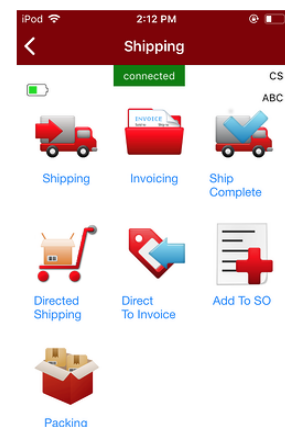 iPod 2:12 PM
Shipping
connected CS
ABC
INVOICE
Shipping Invoicing Ship Complete
Directed Shipping Direct To Invoice Add To SO
Packing